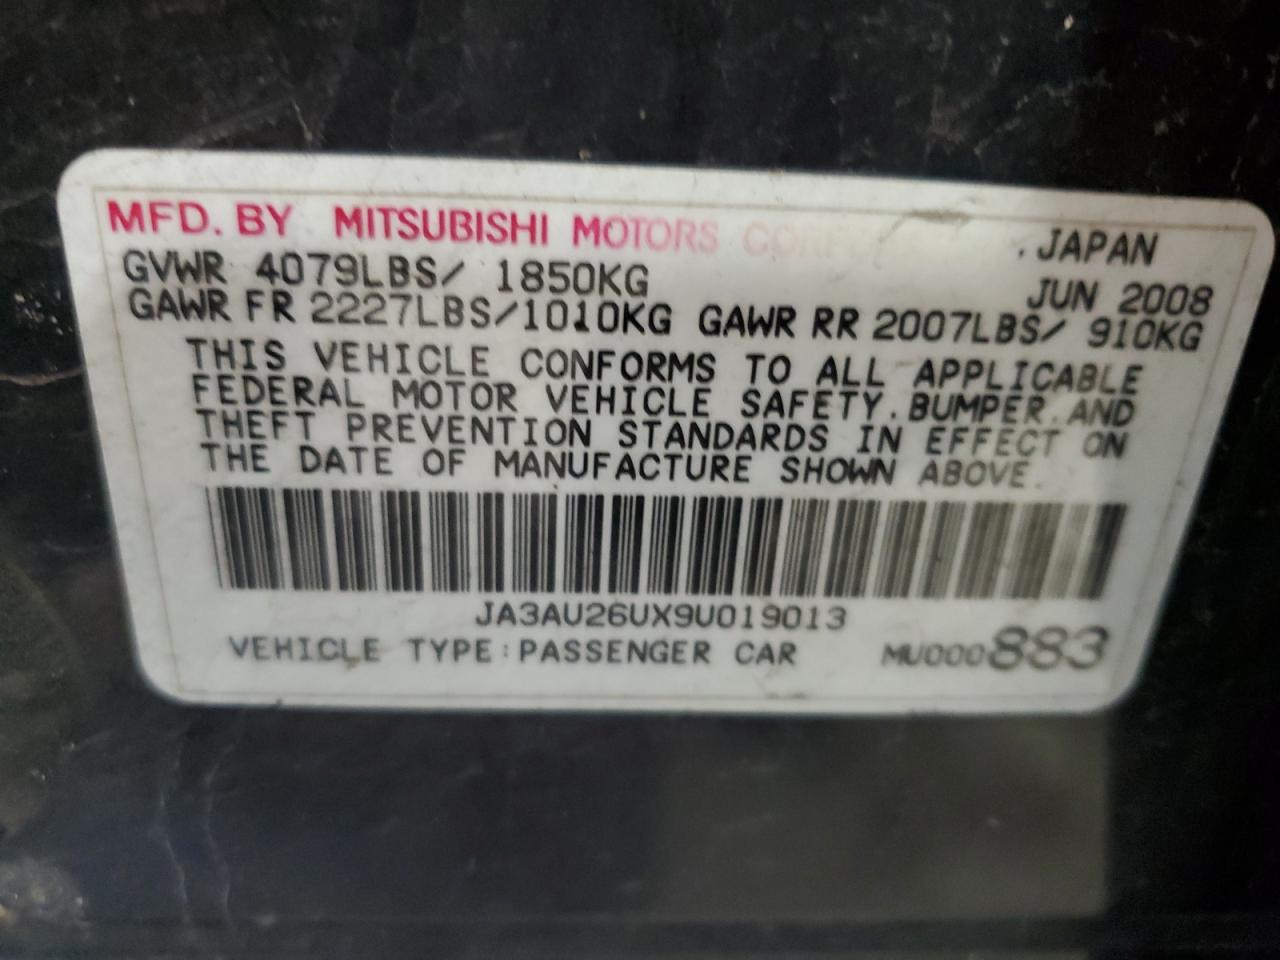 MFD. BY MITSUBISHI MOTORS CORPORATION. JAPAN
GVWR 4079LBS/ 1850KG JUN 2008
GAWR FR 2227LBS/1010KG GAWR RR 2007LBS/ 910KG
THIS VEHICLE CONFORMS TO ALL APPLICABLE
FEDERAL MOTOR VEHICLE SAFETY.BUMPER.AND
THEFT PREVENTION STANDARDS IN EFFECT ON
THE DATE OF MANUFACTURE SHOWN ABOVE.
JA3AU26UX9U019013
VEHICLE TYPE:PASSENGER CAR MU000883